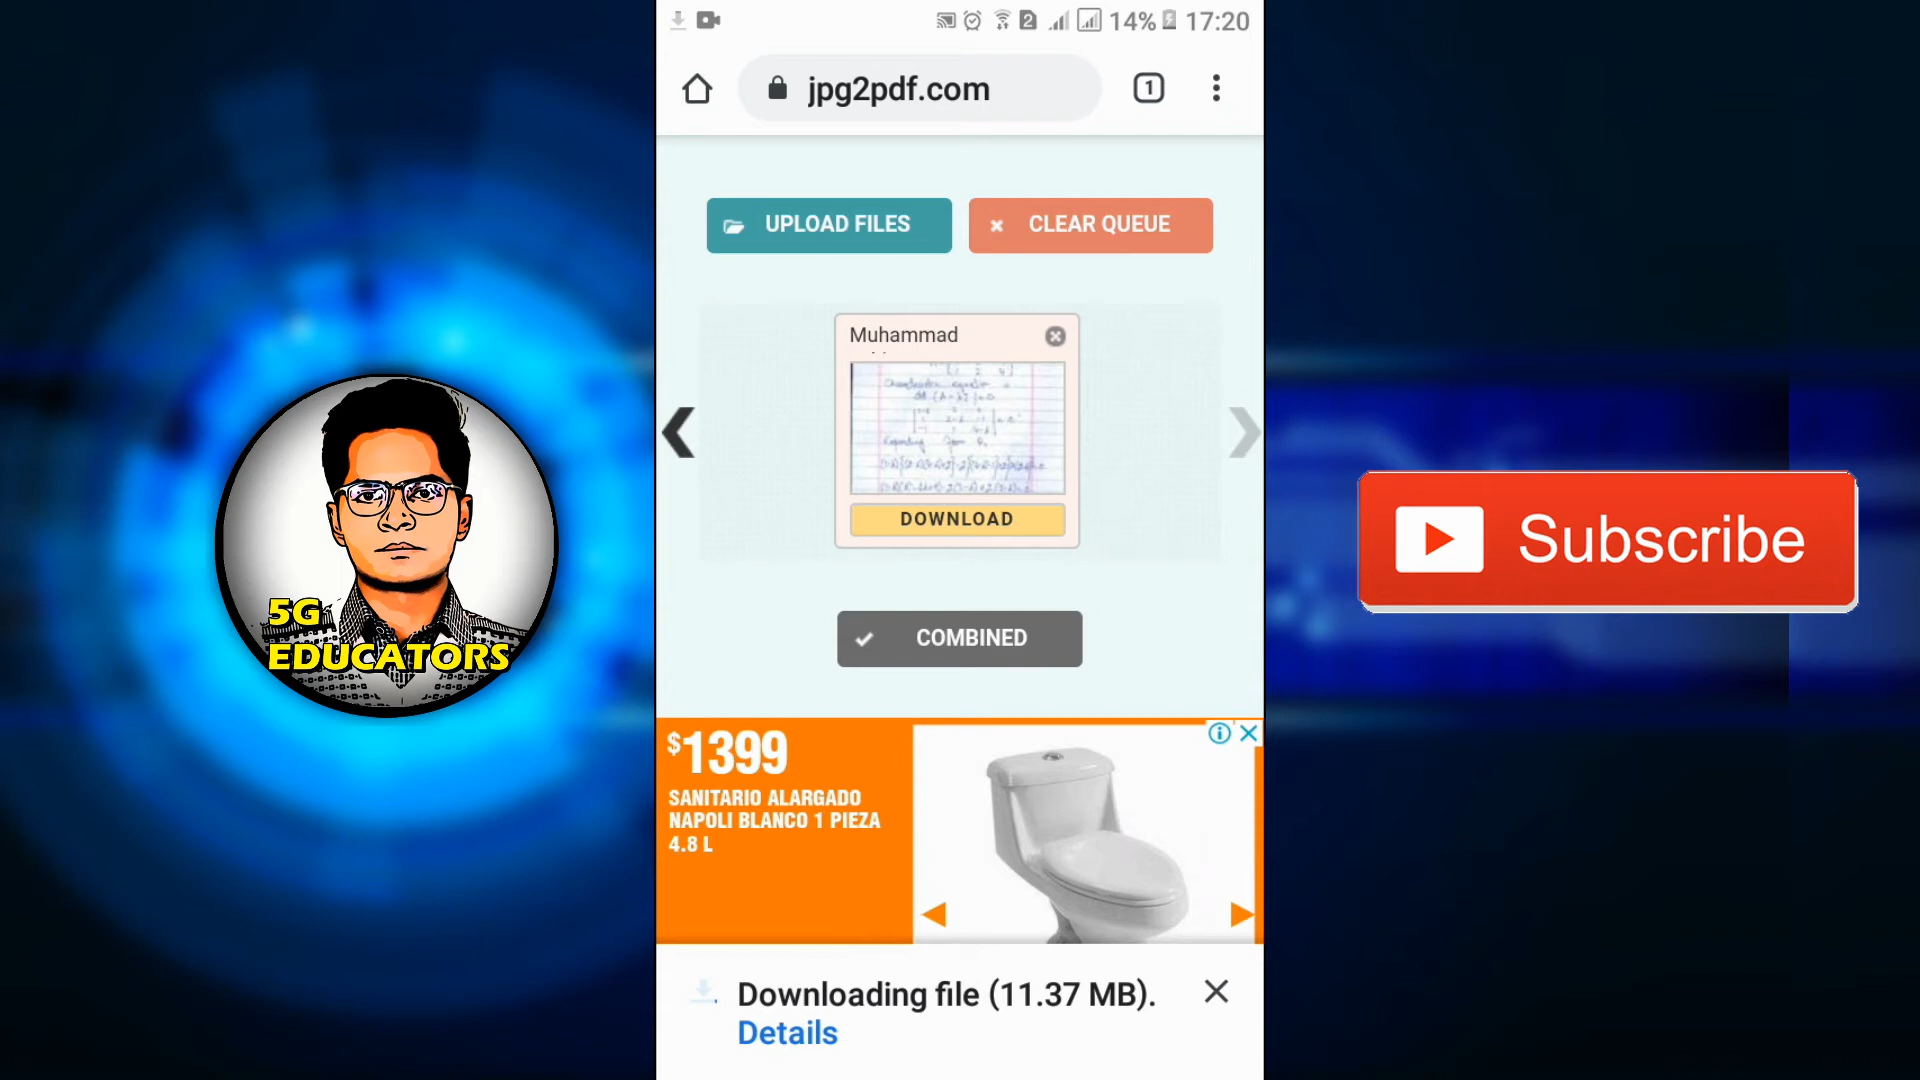 14% 17:20
jpg2pdf.com
1
UPLOAD FILES
CLEAR QUEUE
Muhammad
DOWNLOAD
COMBINED
5G
EDUCATORS
Subscribe
$1399
SANITARIO ALARGADO
NAPOLI BLANCO 1 PIEZA
4.8 L
Downloading file (11.37 MB).
Details